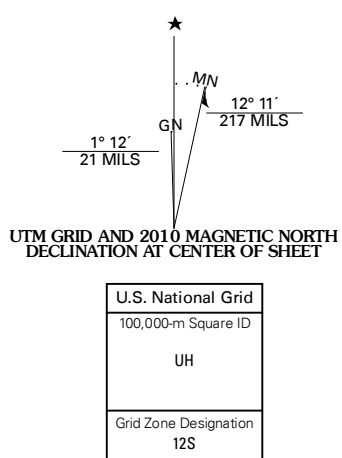 MN
12° 11´
217 MILS
GN
1° 12´
21 MILS
UTM GRID AND 2010 MAGNETIC NORTH
DECLINATION AT CENTER OF SHEET
U.S. National Grid
100,000-m Square ID
UH
Grid Zone Designation
12S